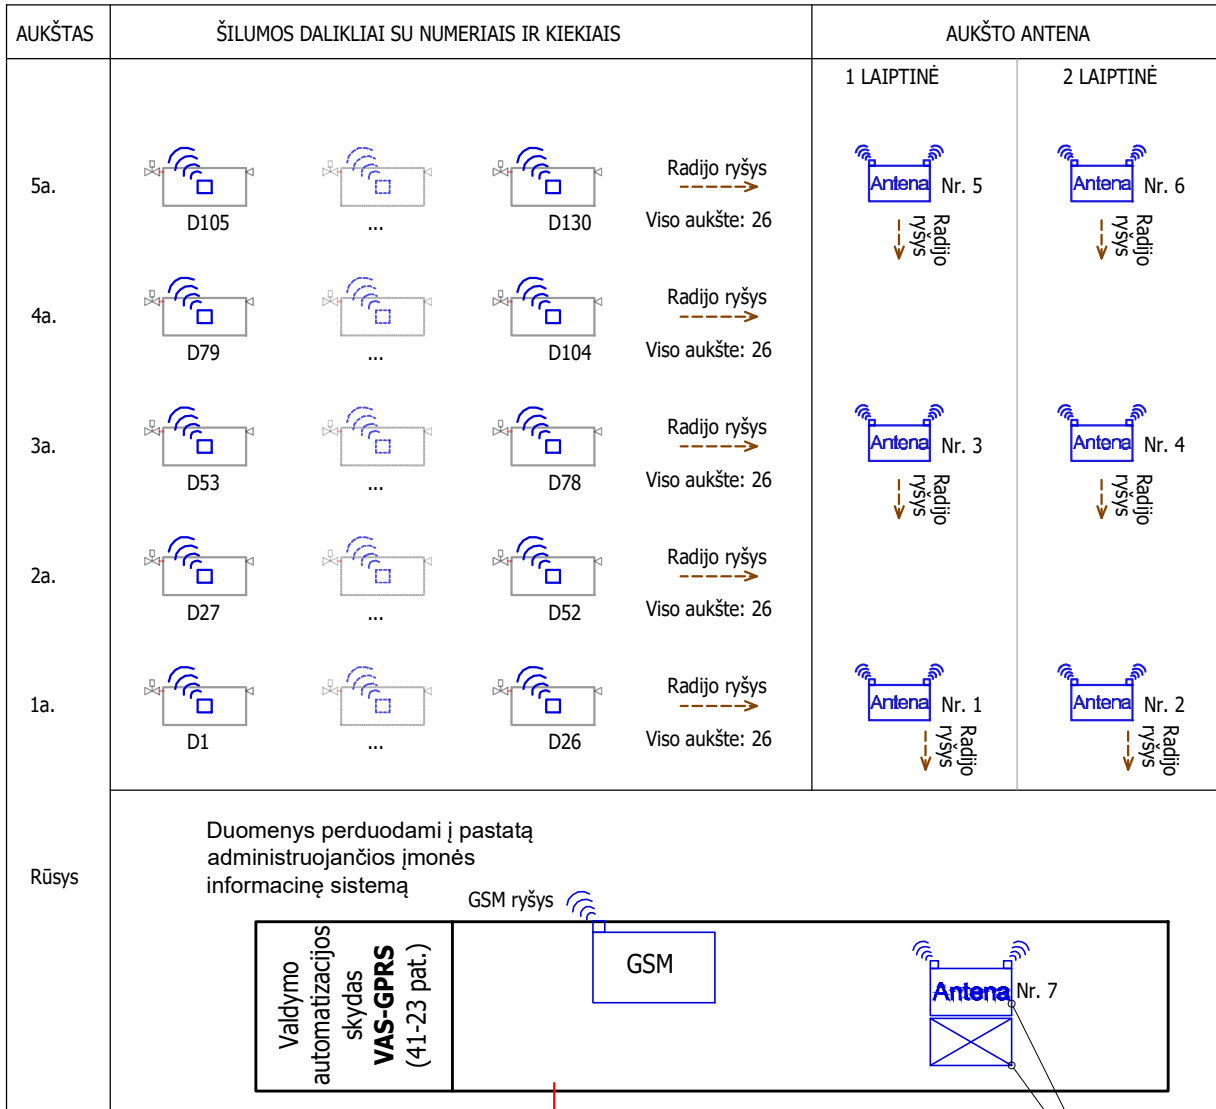 AUKŠTAS
ŠILUMOS DALIKLIAI SU NUMERIAIS IR KIEKIAIS
AUKŠTO ANTENA
1 LAIPTINĖ
2 LAIPTINĖ
5a.
D105
...
D130
Radijo ryšys
Viso aukšte: 26
Antena
Nr. 5
Radijo
ryšys
Antena
Nr. 6
Radijo
ryšys
4a.
D79
...
D104
Radijo ryšys
Viso aukšte: 26
3a.
D53
...
D78
Radijo ryšys
Viso aukšte: 26
Antena
Nr. 3
Radijo
ryšys
Antena
Nr. 4
Radijo
ryšys
2a.
D27
...
D52
Radijo ryšys
Viso aukšte: 26
1a.
D1
...
D26
Radijo ryšys
Viso aukšte: 26
Antena
Nr. 1
Radijo
ryšys
Antena
Nr. 2
Radijo
ryšys
Rūsys
Duomenys perduodami į pastatą
administruojančios įmonės
informacinę sistemą
GSM ryšys
Valdymo
automatizacijos
skydas
VAS-GPRS
(41-23 pat.)
GSM
Antena
Nr. 7